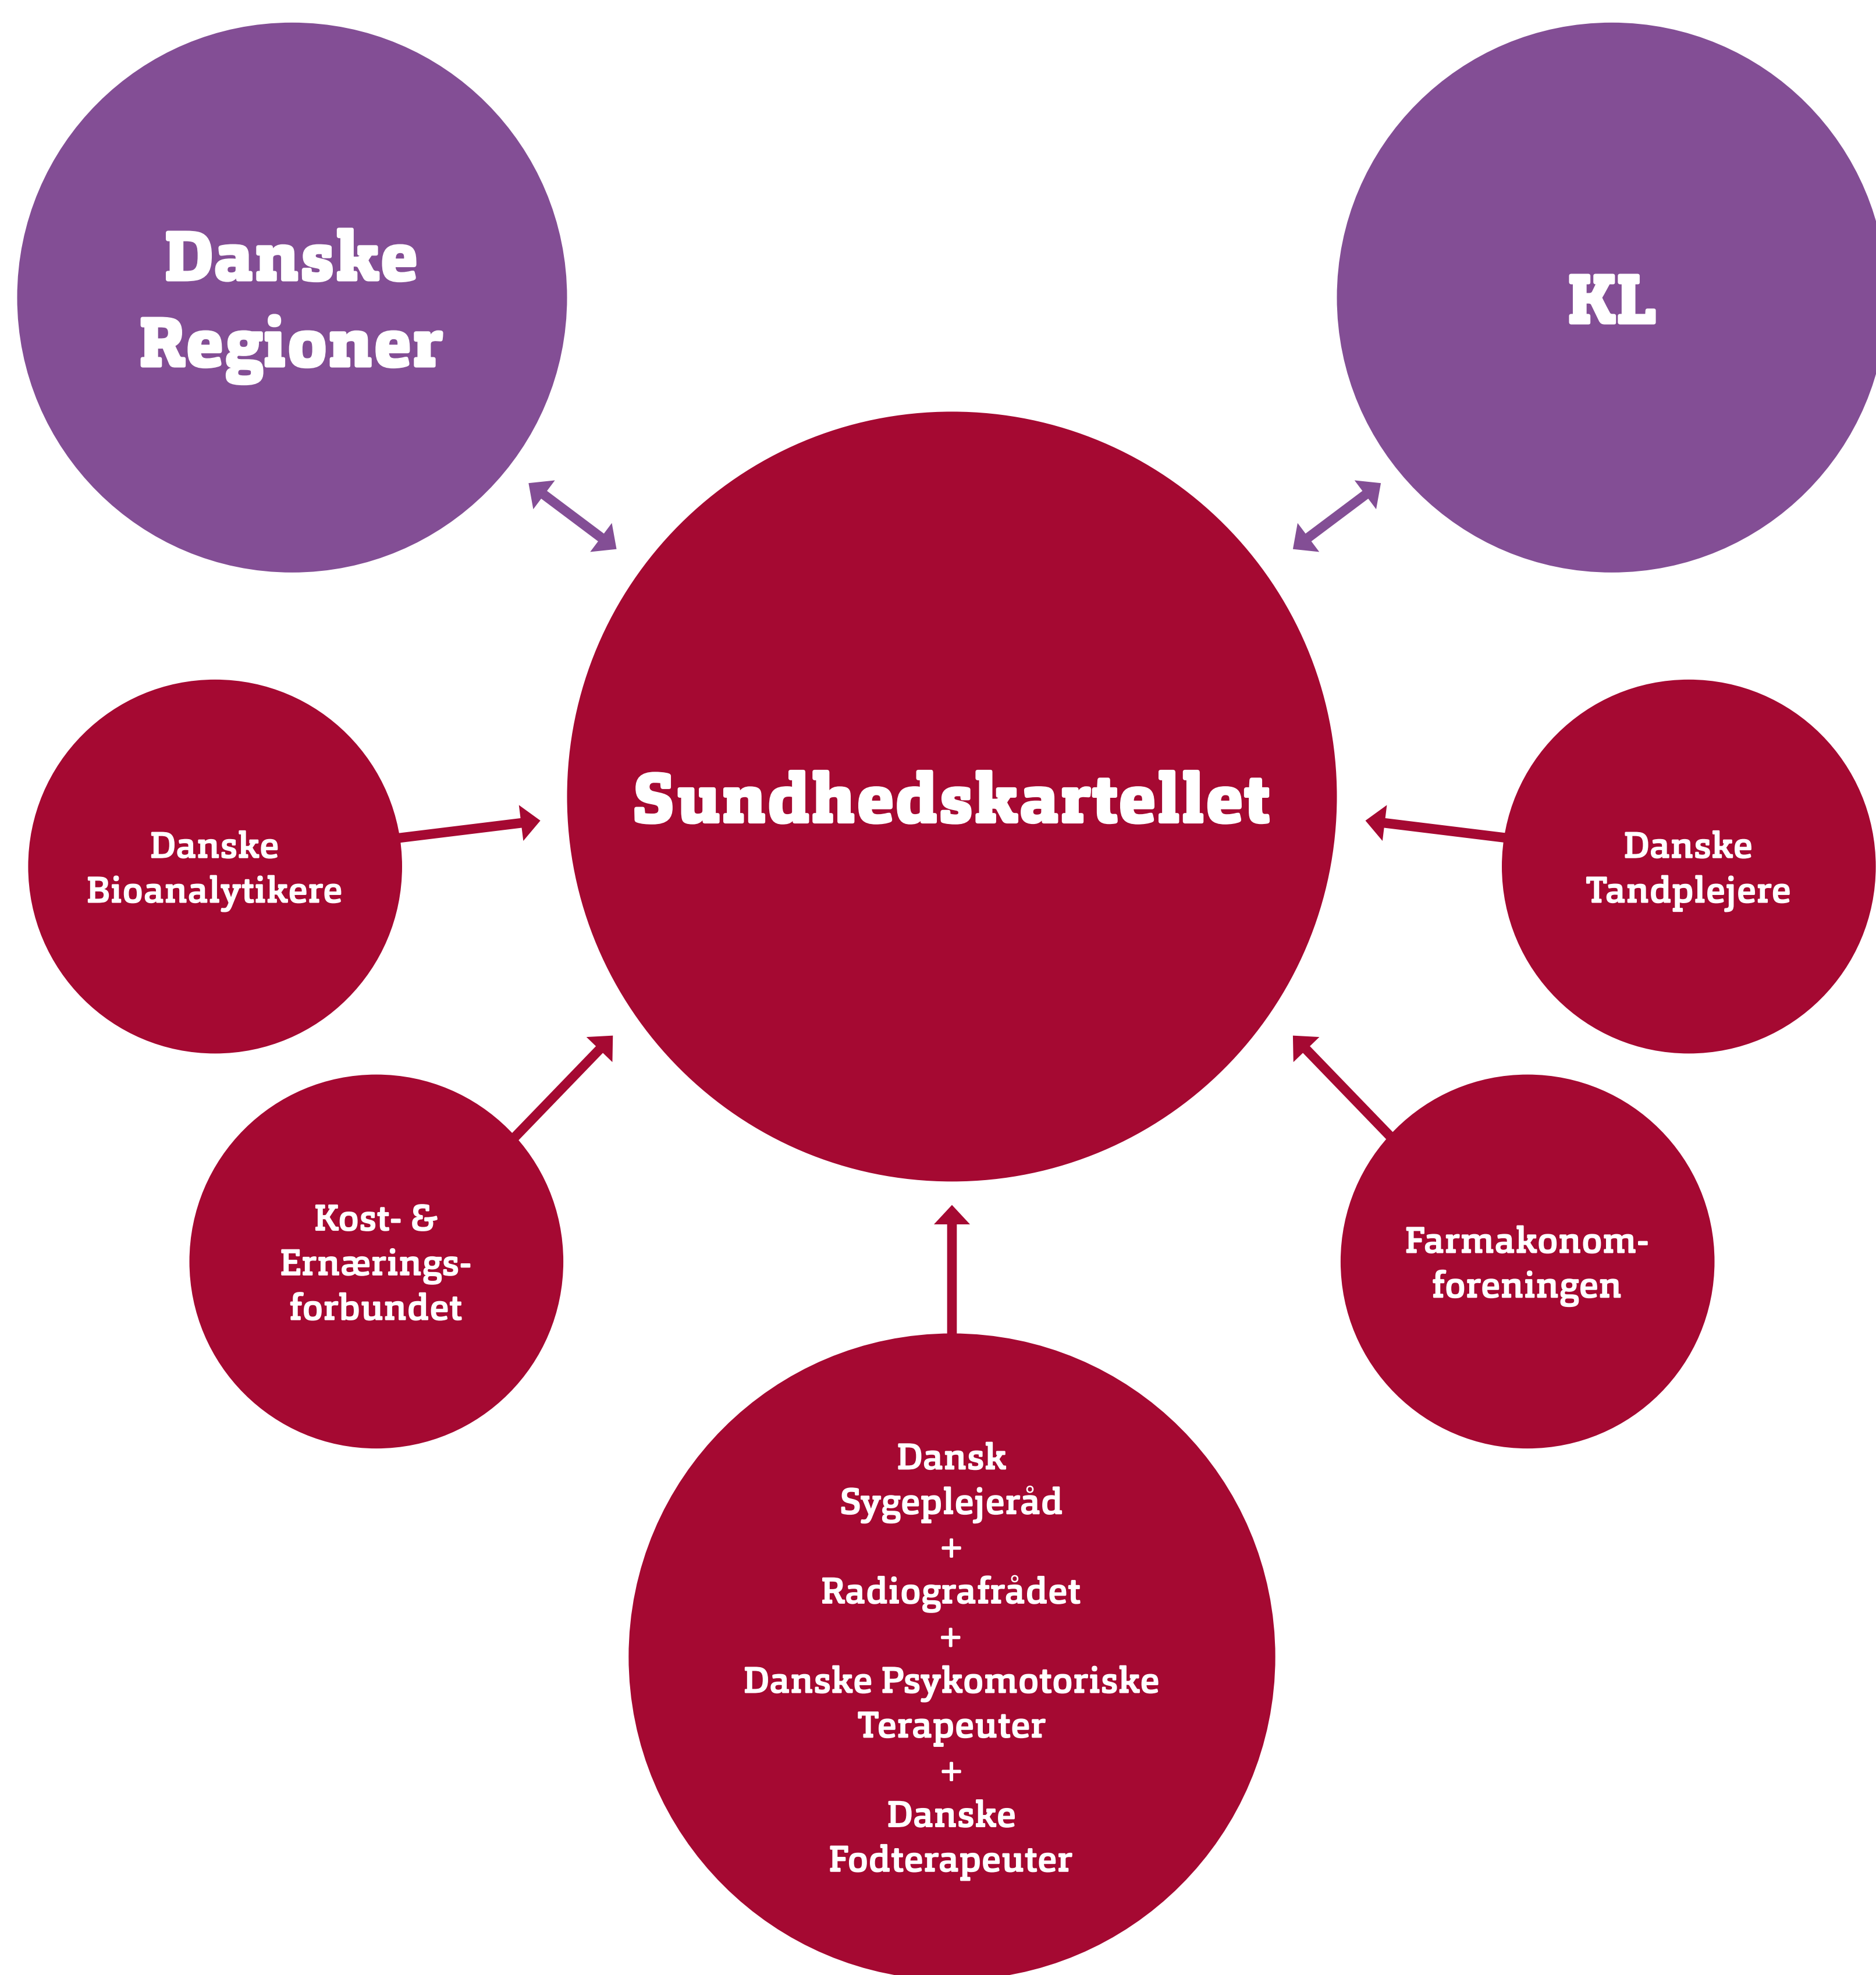 Danske
Regioner
KL
Sundhedskartellet
Danske
Bioanalytikere
Danske
Tandplejere
Kost- &
Ernærings-
forbundet
Farmakonom-
foreningen
Dansk
Sygeplejeråd
+
Radiografrådet
+
Danske Psykomotoriske
Terapeuter
+
Danske
Fodterapeuter